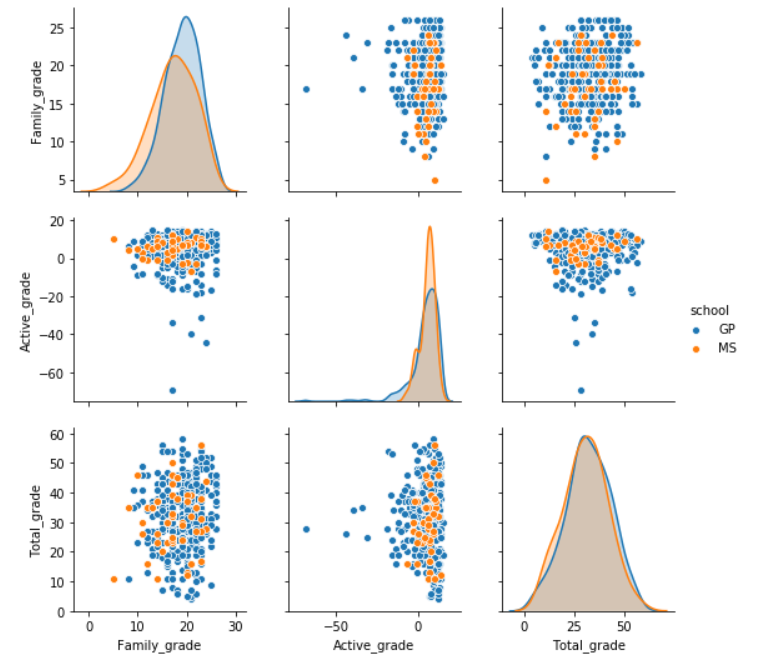 25
20
15
10
5
Family_grade
20
0
−20
−40
−60
Active_grade
school
GP
MS
60
50
40
30
20
10
0
Total_grade
0 10 20 30
−50 0
0 25 50
Family_grade Active_grade Total_grade